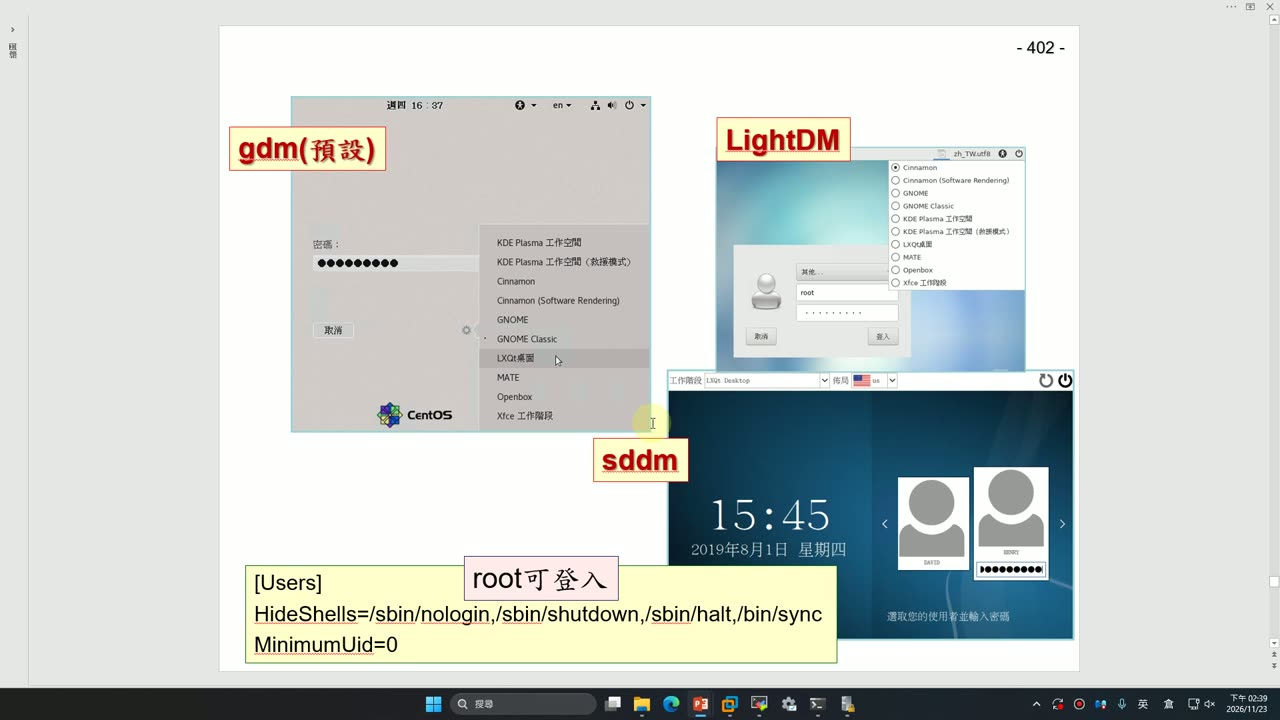 - 402 -
gdm(預設)
週四 16：37
en
密碼：
取消
KDE Plasma 工作空間
KDE Plasma 工作空間（救援模式）
Cinnamon
Cinnamon (Software Rendering)
GNOME
GNOME Classic
LXQt桌面
MATE
Openbox
Xfce 工作階段
CentOS
LightDM
zh_TW.utf8
Cinnamon
Cinnamon (Software Rendering)
GNOME
GNOME Classic
KDE Plasma 工作空間
KDE Plasma 工作空間（救援模式）
LXQt桌面
MATE
Openbox
Xfce 工作階段
其他...
root
取消
登入
sddm
工作階段 LXQt Desktop 佈局 us
15:45
2019年8月1日 星期四
DAVID
HENRY
選取您的使用者並輸入密碼
root可登入
[Users]
HideShells=/sbin/nologin,/sbin/shutdown,/sbin/halt,/bin/sync
MinimumUid=0
搜尋
英
下午 02:39
2026/11/23